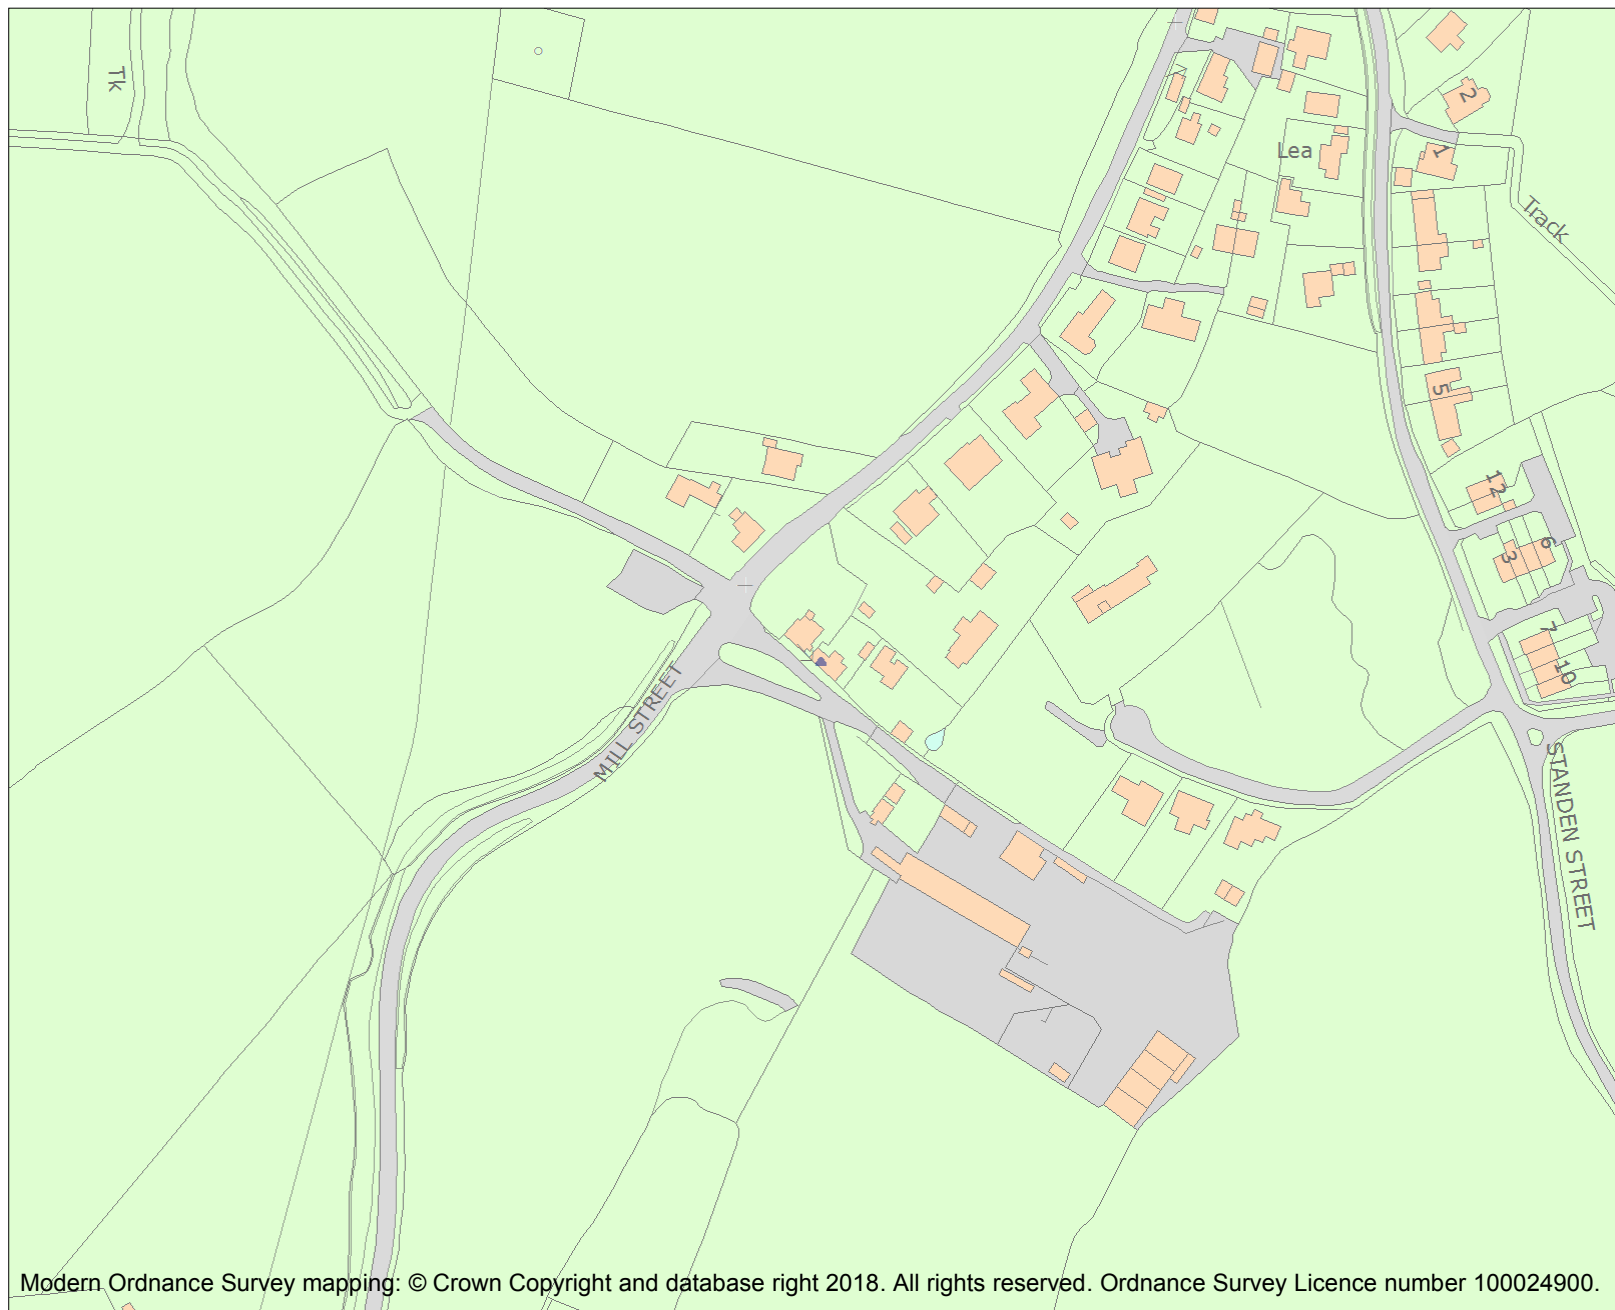 Tk
2
Lea
1
Track
5
12
6
3
7
10
MILL STREET
STANDEN STREET
Modern Ordnance Survey mapping: © Crown Copyright and database right 2018. All rights reserved. Ordnance Survey Licence number 100024900.